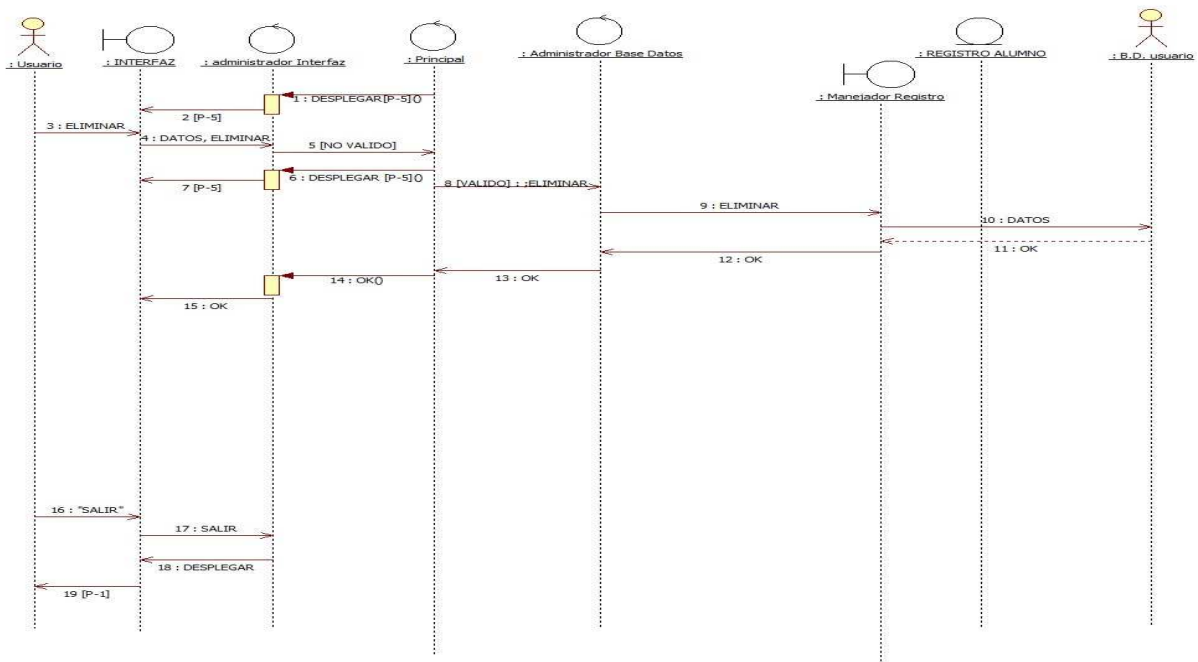 : Usuario
: INTERFAZ
: administrador Interfaz
: Principal
: Administrador Base Datos
: Manejador Registro
: REGISTRO ALUMNO
: B.D. usuario
1 : DESPLEGAR[P-5]()
2 [P-5]
3 : ELIMINAR
4 : DATOS, ELIMINAR
5 [NO VALIDO]
6 : DESPLEGAR [P-5]()
7 [P-5]
8 [VALIDO] : ;ELIMINAR
9 : ELIMINAR
10 : DATOS
11 : OK
12 : OK
13 : OK
14 : OK()
15 : OK
16 : "SALIR"
17 : SALIR
18 : DESPLEGAR
19 [P-1]